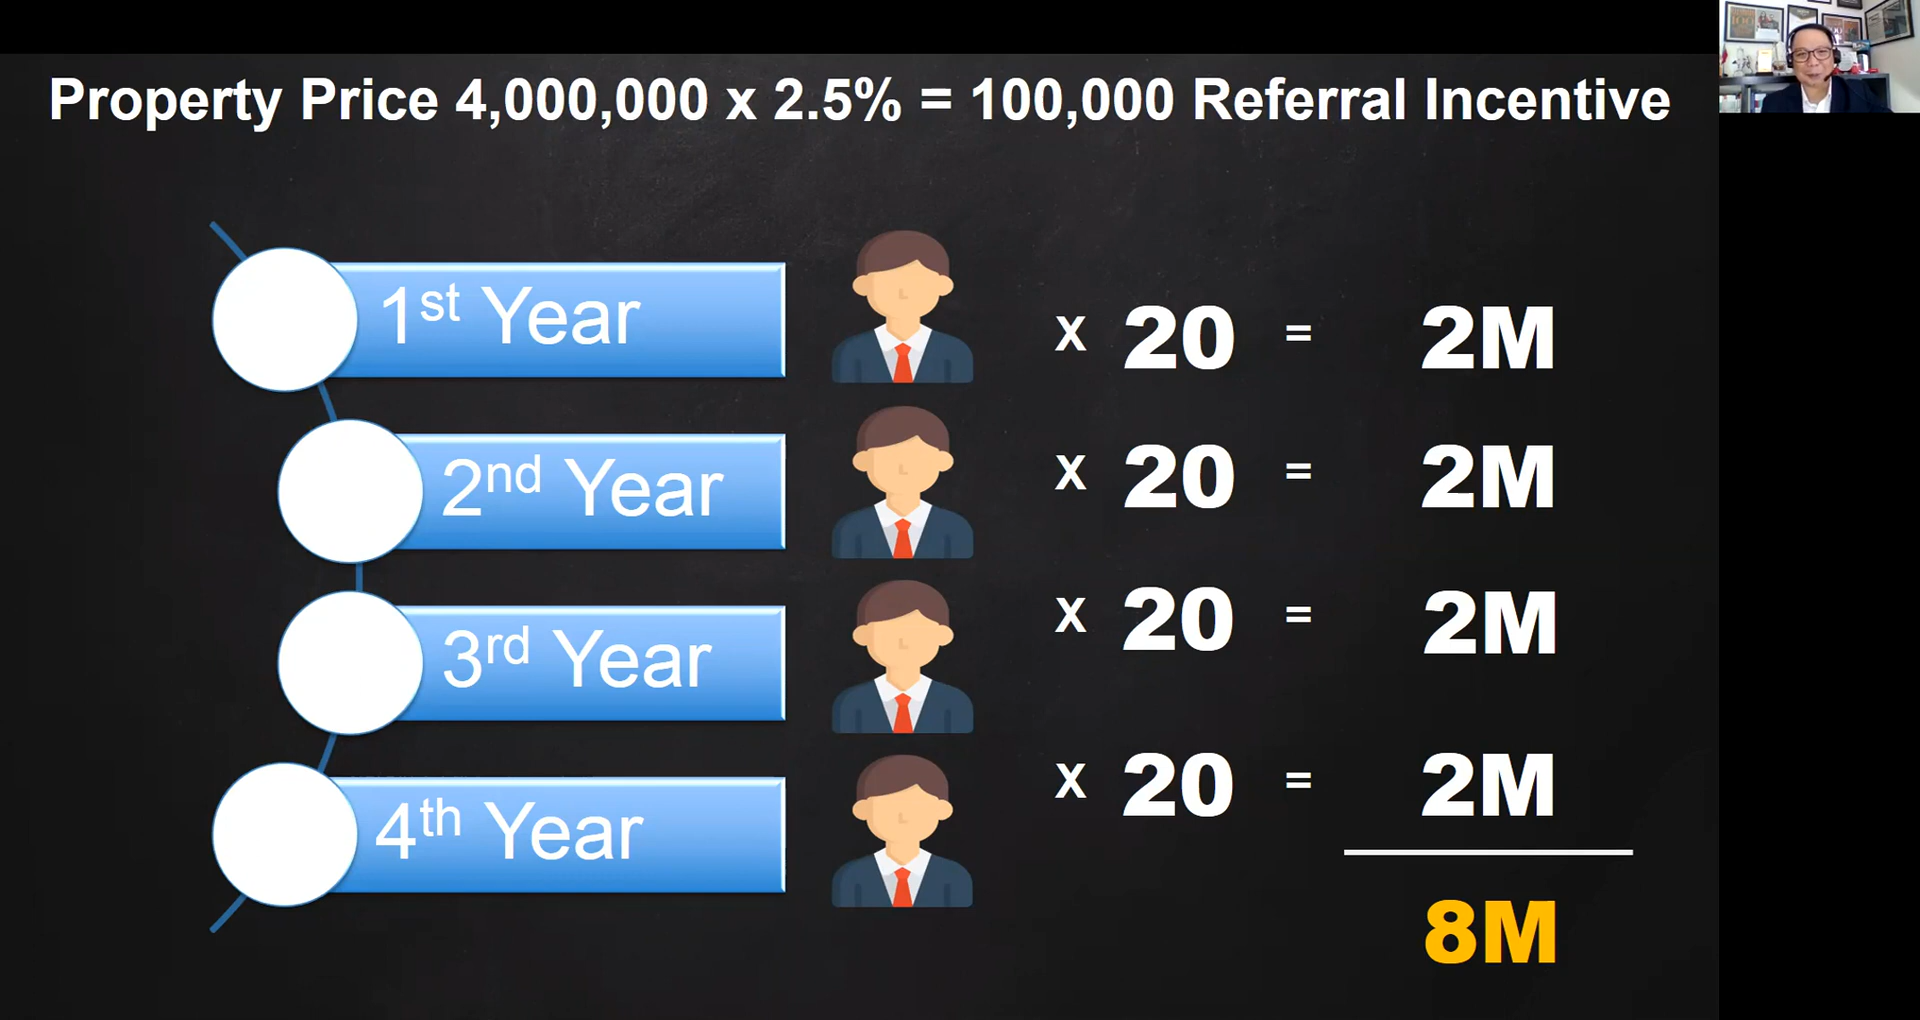 Property Price 4,000,000 x 2.5% = 100,000 Referral Incentive
1st Year x 20 = 2M
2nd Year x 20 = 2M
3rd Year x 20 = 2M
4th Year x 20 = 2M
8M